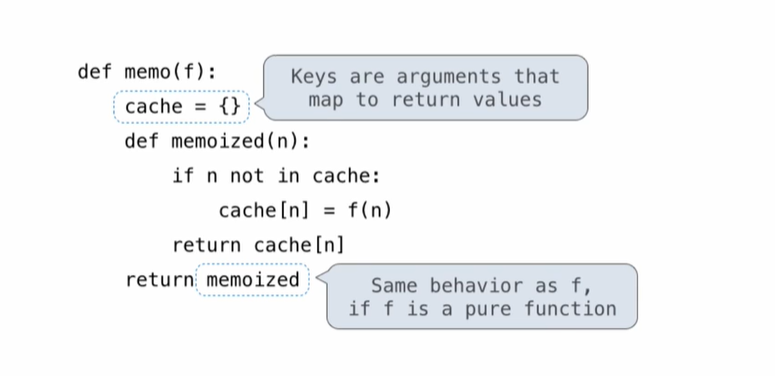 def memo(f):
Keys are arguments that
map to return values
cache = {}
def memoized(n):
if n not in cache:
cache[n] = f(n)
return cache[n]
return memoized
Same behavior as f,
if f is a pure function